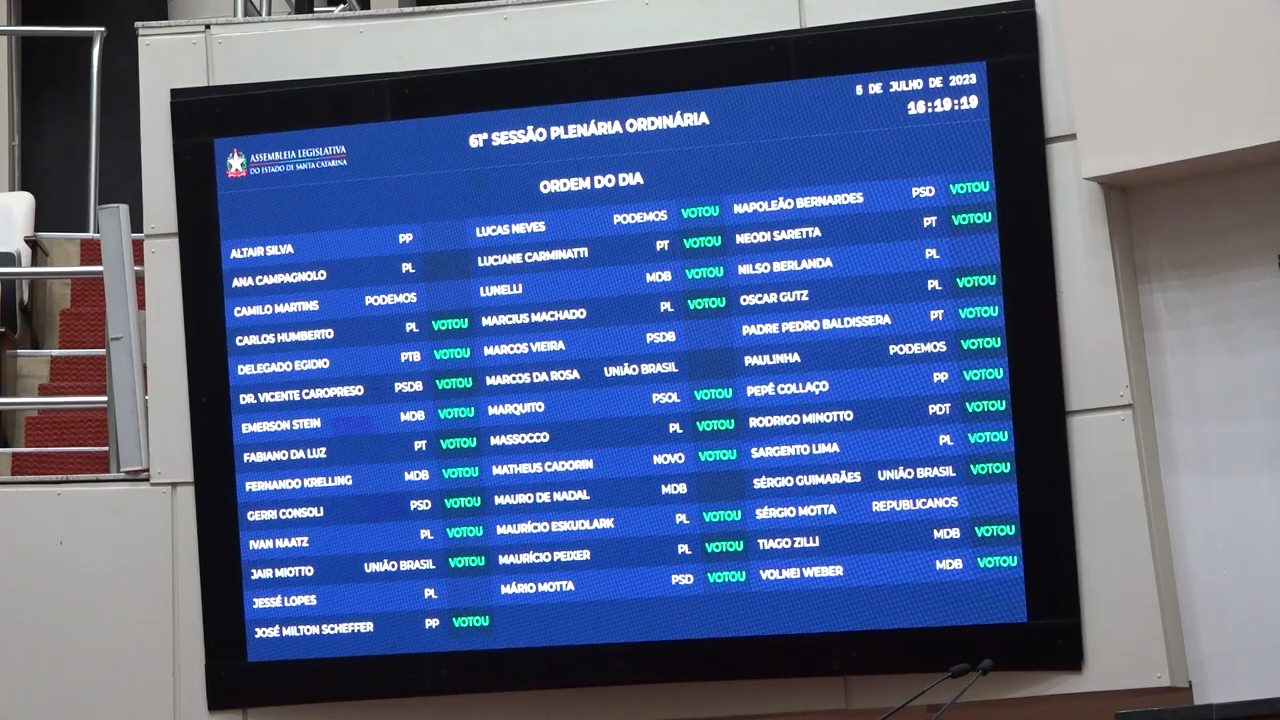 5 DE JULHO DE 2023
16:19:19
61ª SESSÃO PLENÁRIA ORDINÁRIA
ASSEMBLEIA LEGISLATIVA
DO ESTADO DE SANTA CATARINA
ORDEM DO DIA
ALTAIR SILVA PP
ANA CAMPAGNOLO PL
CAMILO MARTINS PODEMOS
CARLOS HUMBERTO PL VOTOU
DELEGADO EGIDIO PTB VOTOU
DR. VICENTE CAROPRESO PSDB VOTOU
EMERSON STEIN MDB VOTOU
FABIANO DA LUZ PT VOTOU
FERNANDO KRELLING MDB VOTOU
GERRI CONSOLI PSD VOTOU
IVAN NAATZ PL VOTOU
JAIR MIOTTO UNIÃO BRASIL VOTOU
JESSÉ LOPES PL
JOSÉ MILTON SCHEFFER PP VOTOU
LUCAS NEVES PODEMOS VOTOU
LUCIANE CARMINATTI PT VOTOU
LUNELLI MDB VOTOU
MARCIUS MACHADO PL VOTOU
MARCOS VIEIRA PSDB
MARCOS DA ROSA UNIÃO BRASIL
MARQUITO PSOL VOTOU
MASSOCCO PL VOTOU
MATHEUS CADORIN NOVO VOTOU
MAURO DE NADAL MDB
MAURÍCIO ESKUDLARK PL VOTOU
MAURÍCIO PEIXER PL VOTOU
MÁRIO MOTTA PSD VOTOU
NAPOLEÃO BERNARDES PSD VOTOU
NEODI SARETTA PT VOTOU
NILSO BERLANDA PL
OSCAR GUTZ PL VOTOU
PADRE PEDRO BALDISSERA PT VOTOU
PAULINHA PODEMOS VOTOU
PEPÊ COLLAÇO PP VOTOU
RODRIGO MINOTTO PDT VOTOU
SARGENTO LIMA PL VOTOU
SÉRGIO GUIMARÃES UNIÃO BRASIL VOTOU
SÉRGIO MOTTA REPUBLICANOS
TIAGO ZILLI MDB VOTOU
VOLNEI WEBER MDB VOTOU